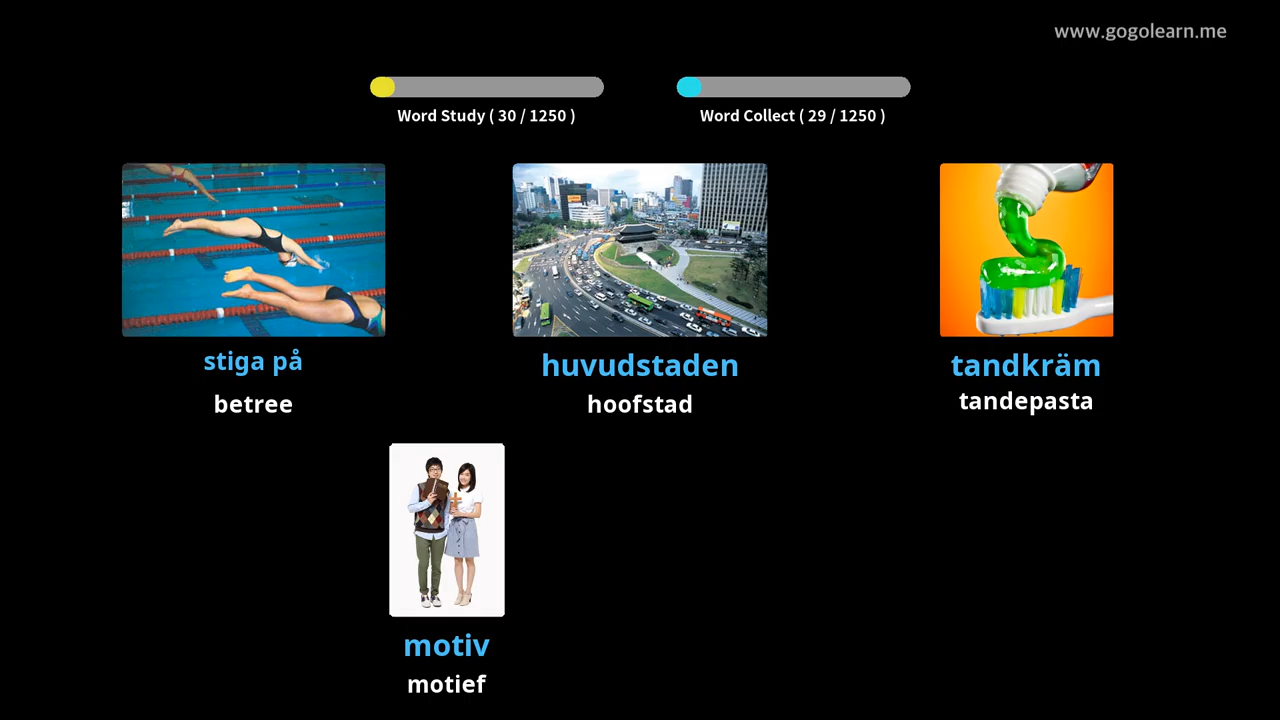 www.gogolearn.me
Word Study ( 30 / 1250 )
Word Collect ( 29 / 1250 )
stiga på
betree
huvudstaden
hoofstad
tandkräm
tandepasta
motiv
motief